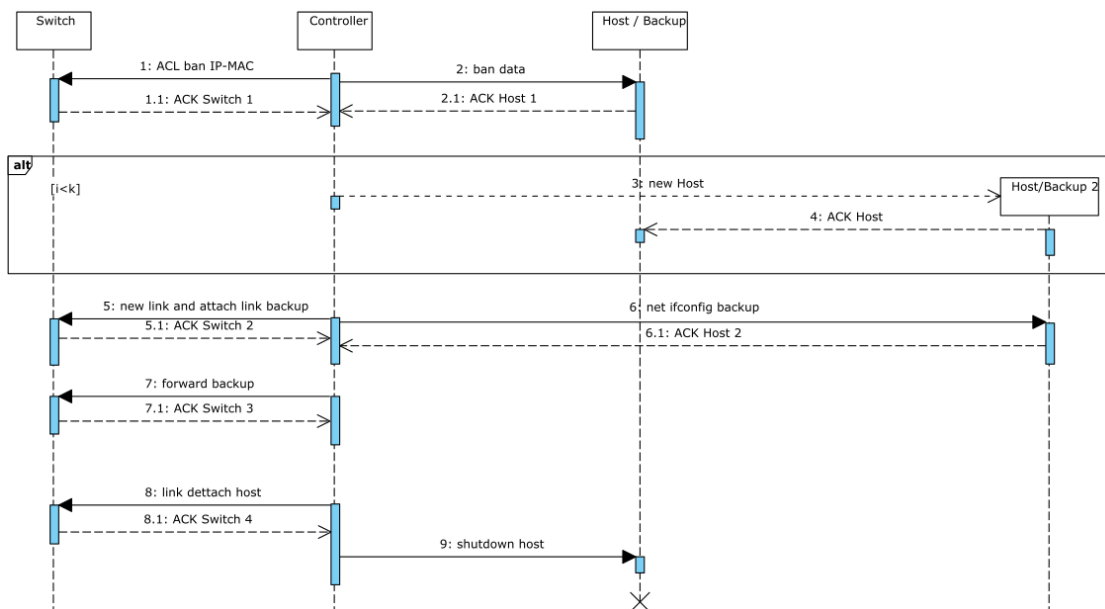 Switch
Controller
Host / Backup
1: ACL ban IP-MAC
2: ban data
1.1: ACK Switch 1
2.1: ACK Host 1
alt
[i<k]
3: new Host
Host/Backup 2
4: ACK Host
5: new link and attach link backup
6: net ifconfig backup
5.1: ACK Switch 2
6.1: ACK Host 2
7: forward backup
7.1: ACK Switch 3
8: link dettach host
8.1: ACK Switch 4
9: shutdown host